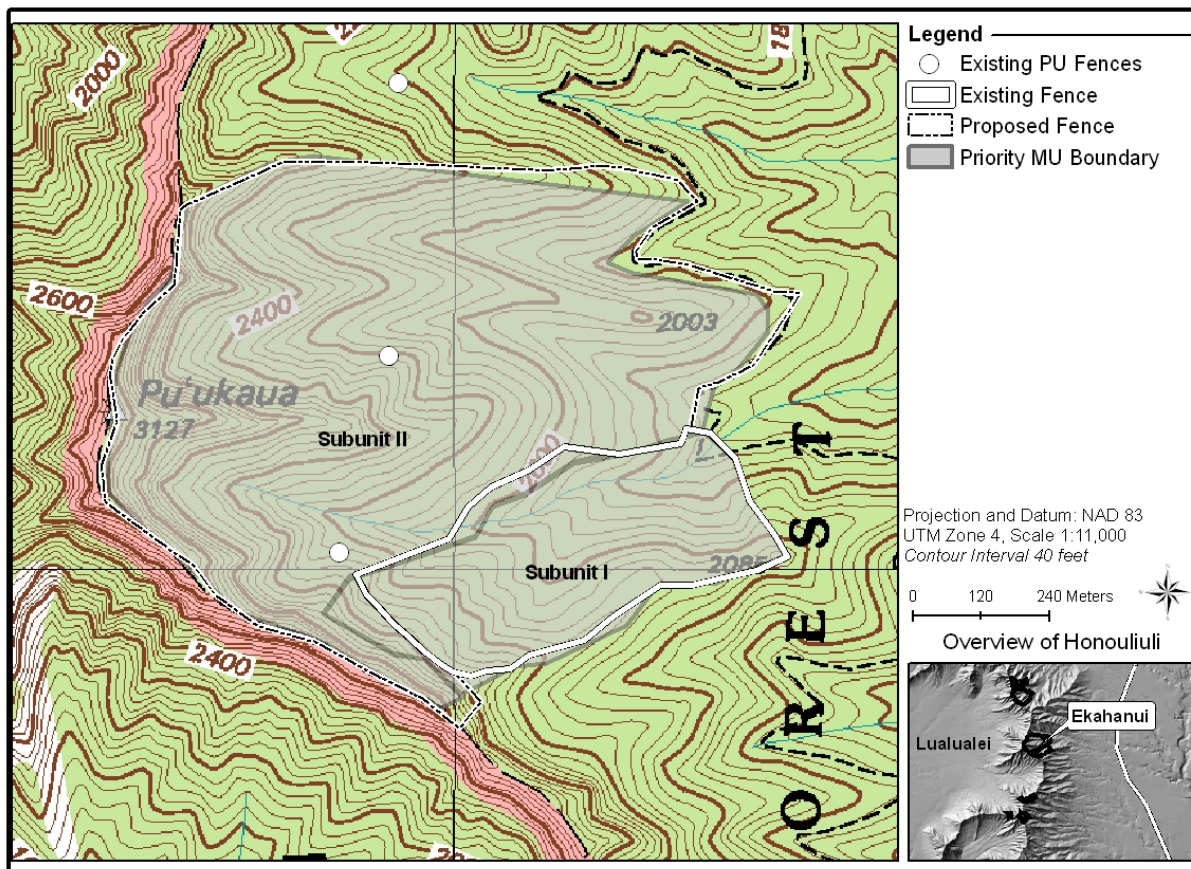 2000
18
2600
2400
2003
Pu'ukaua
3127
Subunit II
2085
Subunit I
2400
F O R E S T
Legend
Existing PU Fences
Existing Fence
Proposed Fence
Priority MU Boundary
Projection and Datum: NAD 83
UTM Zone 4, Scale 1:11,000
Contour Interval 40 feet
0 120 240 Meters
Overview of Honouliuli
Ekahanui
Lualualei